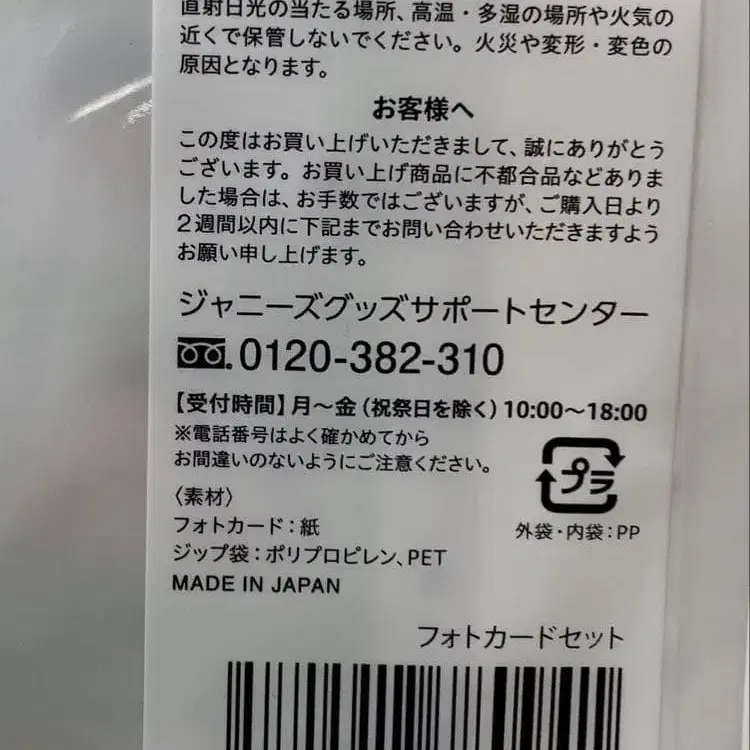 直射日光の当たる場所、高温・多湿の場所や火気の
近くで保管しないでください。火災や変形・変色の
原因となります。
お客様へ
この度はお買い上げいただきまして、誠にありがとう
ございます。お買い上げ商品に不都合品などありま
した場合は、お手数ではございますが、ご購入日より
2週間以内に下記までお問い合わせいただきますよう
お願い申し上げます。
ジャニーズグッズサポートセンター
0120-382-310
【受付時間】月～金（祝祭日を除く）10:00～18:00
※電話番号はよく確かめてから
お間違いのないようにご注意ください。
〈素材〉
フォトカード：紙
ジップ袋：ポリプロピレン、PET
MADE IN JAPAN
プラ
外袋・内袋：PP
フォトカードセット